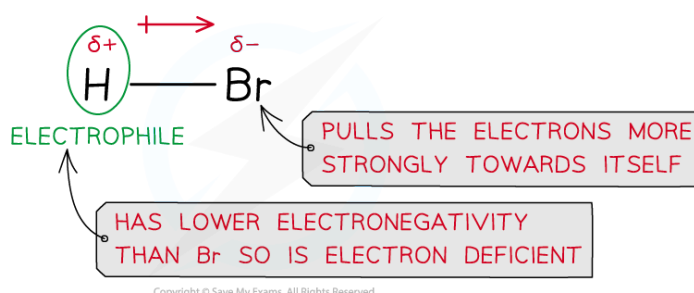 δ+ δ-
H Br
ELECTROPHILE
PULLS THE ELECTRONS MORE
STRONGLY TOWARDS ITSELF
HAS LOWER ELECTRONEGATIVITY
THAN Br SO IS ELECTRON DEFICIENT
Copyright © Save My Exams. All Rights Reserved